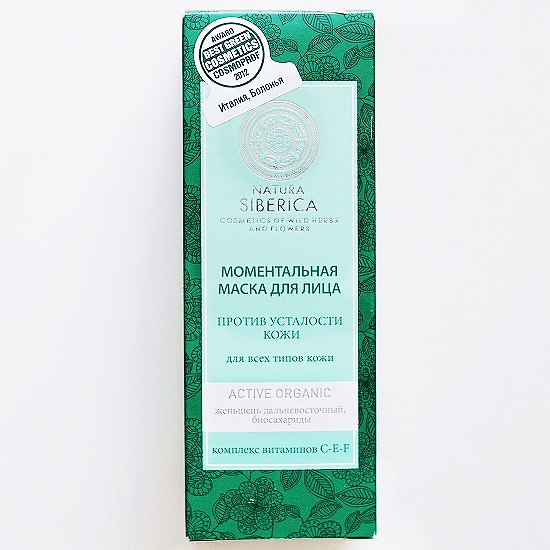 AWARD
BEST GREEN
COSMETICS
COSMOPROF
2012
Италия, Болонья
NATURA
SIBERICA
COSMETICS OF WILD HERBS
AND FLOWERS
МОМЕНТАЛЬНАЯ
МАСКА ДЛЯ ЛИЦА
ПРОТИВ УСТАЛОСТИ
КОЖИ
для всех типов кожи
ACTIVE ORGANIC
женьшень дальневосточный,
биосахариды
комплекс витаминов C-E-F